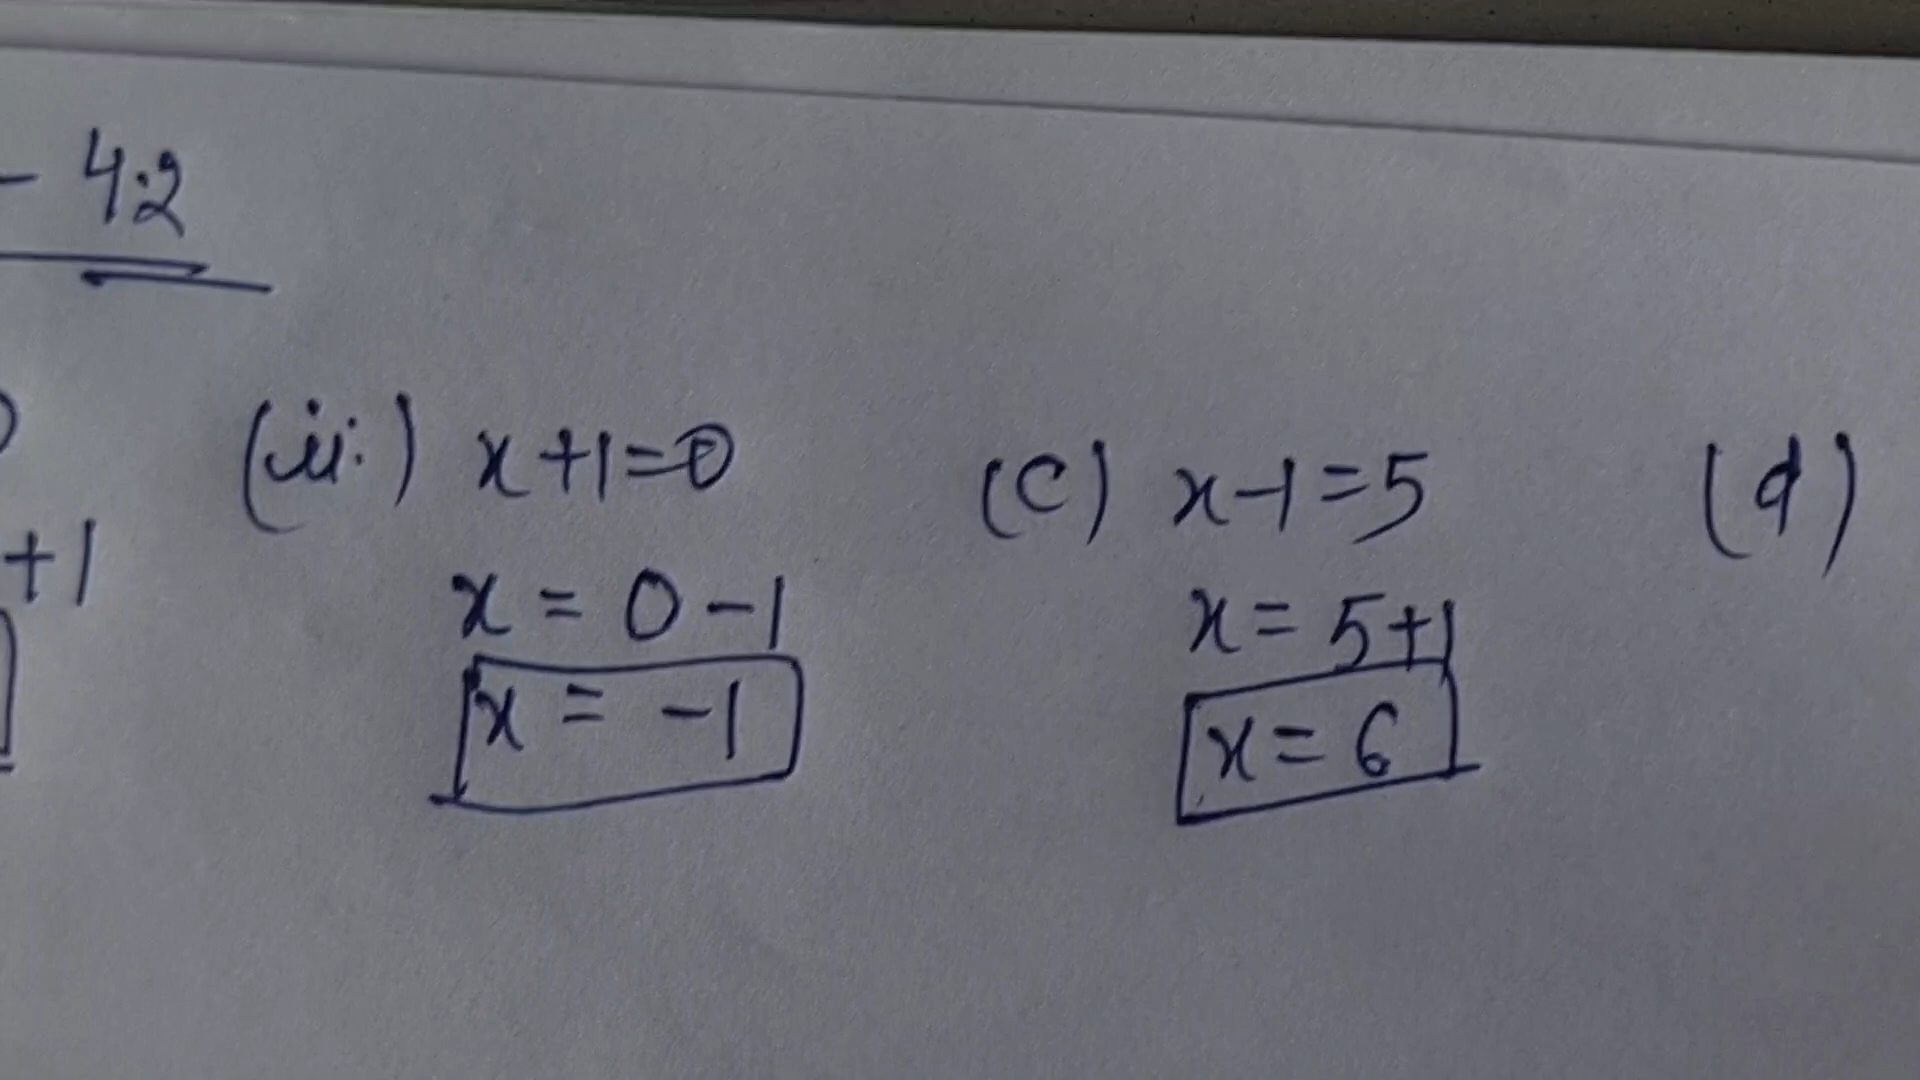 - 4.2
(ii.) x+1=0
x = 0-1
x = -1
+1
(c) x-1=5
x = 5+1
x = 6
(d)